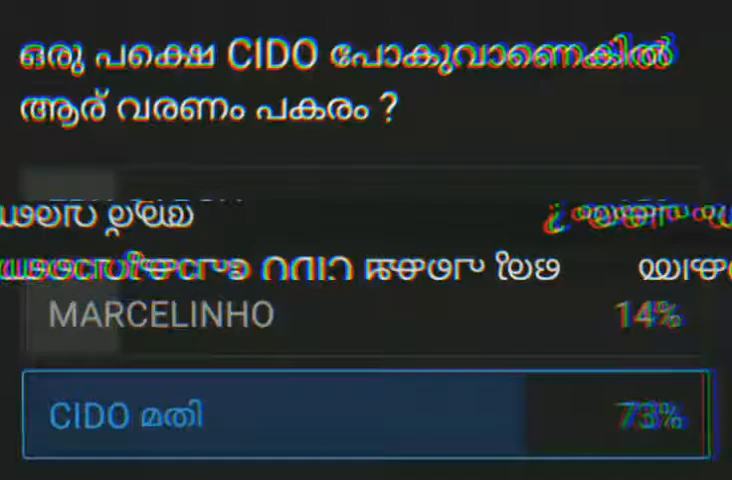 ഒരു പക്ഷെ CIDO പോകുവാണെങ്കിൽ
ആര് വരണം പകരം ?
MARCELINHO 14%
CIDO മതി 73%